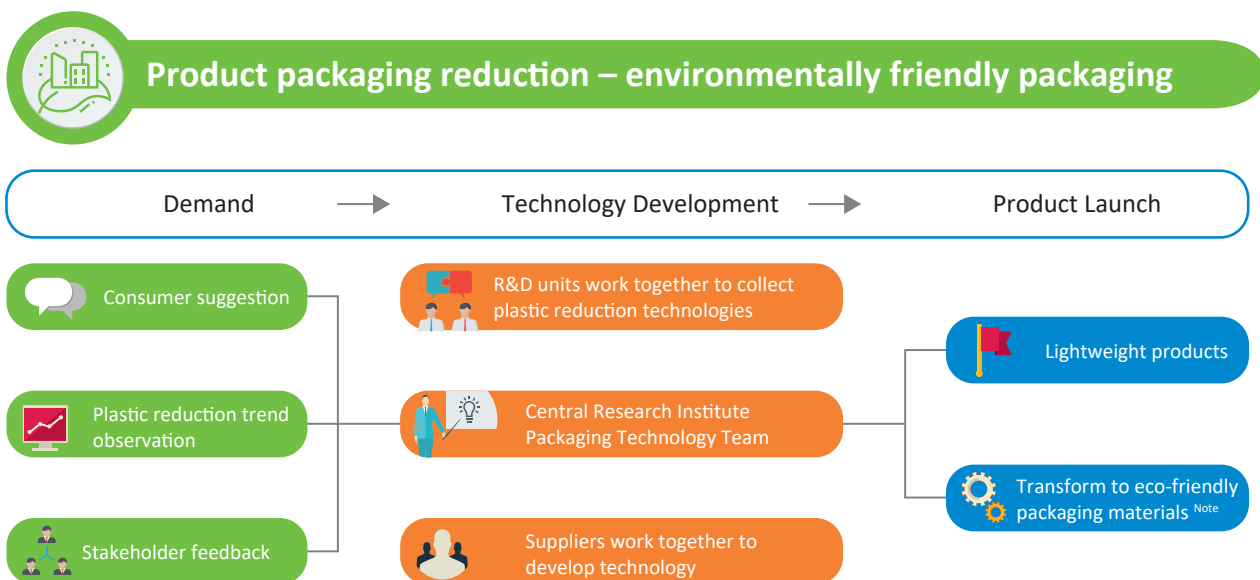 Product packaging reduction – environmentally friendly packaging
Demand
Technology Development
Product Launch
Consumer suggestion
Plastic reduction trend
observation
Stakeholder feedback
R&D units work together to collect
plastic reduction technologies
Central Research Institute
Packaging Technology Team
Suppliers work together to
develop technology
Lightweight products
Transform to eco-friendly
packaging materials Note